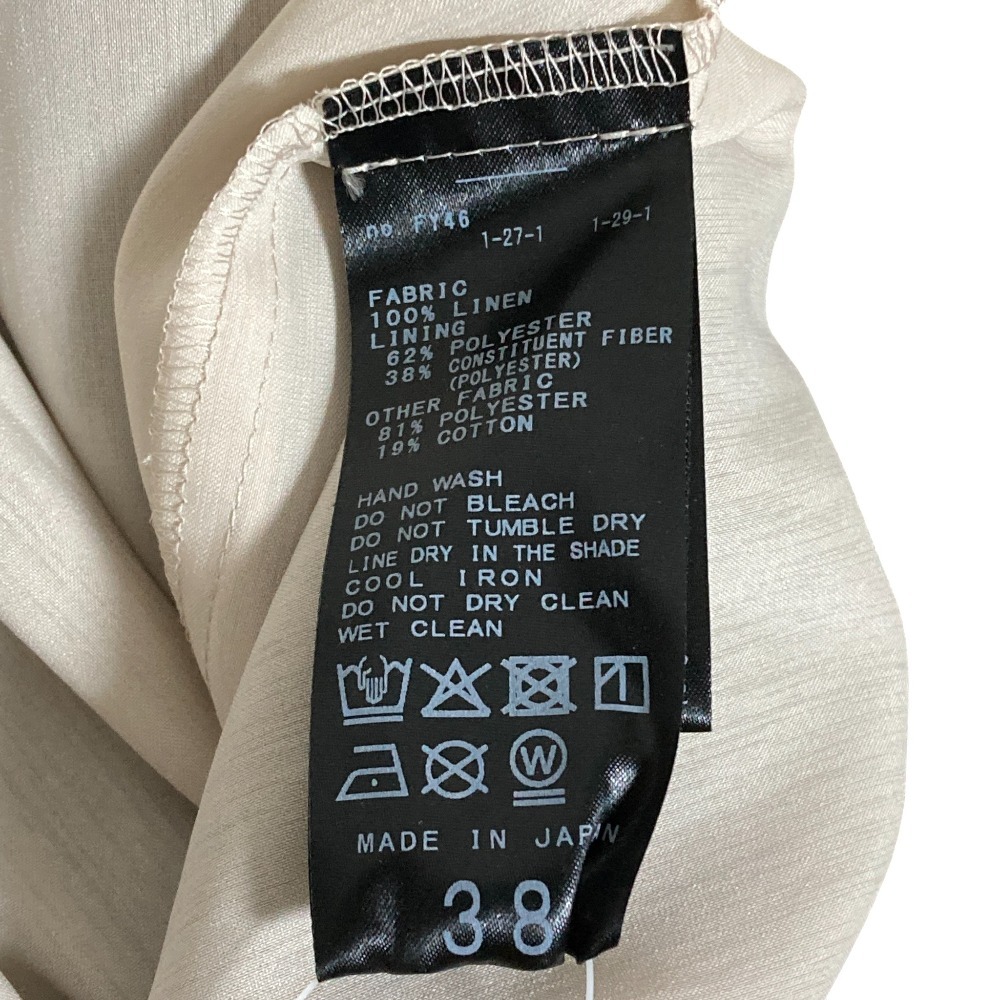 no FY46 1-27-1 1-29-1
FABRIC
100% LINEN
LINING
62% POLYESTER
38% CONSTITUENT FIBER
(POLYESTER)
OTHER FABRIC
81% POLYESTER
19% COTTON
HAND WASH
DO NOT BLEACH
DO NOT TUMBLE DRY
LINE DRY IN THE SHADE
COOL IRON
DO NOT DRY CLEAN
WET CLEAN
W
MADE IN JAPAN
38